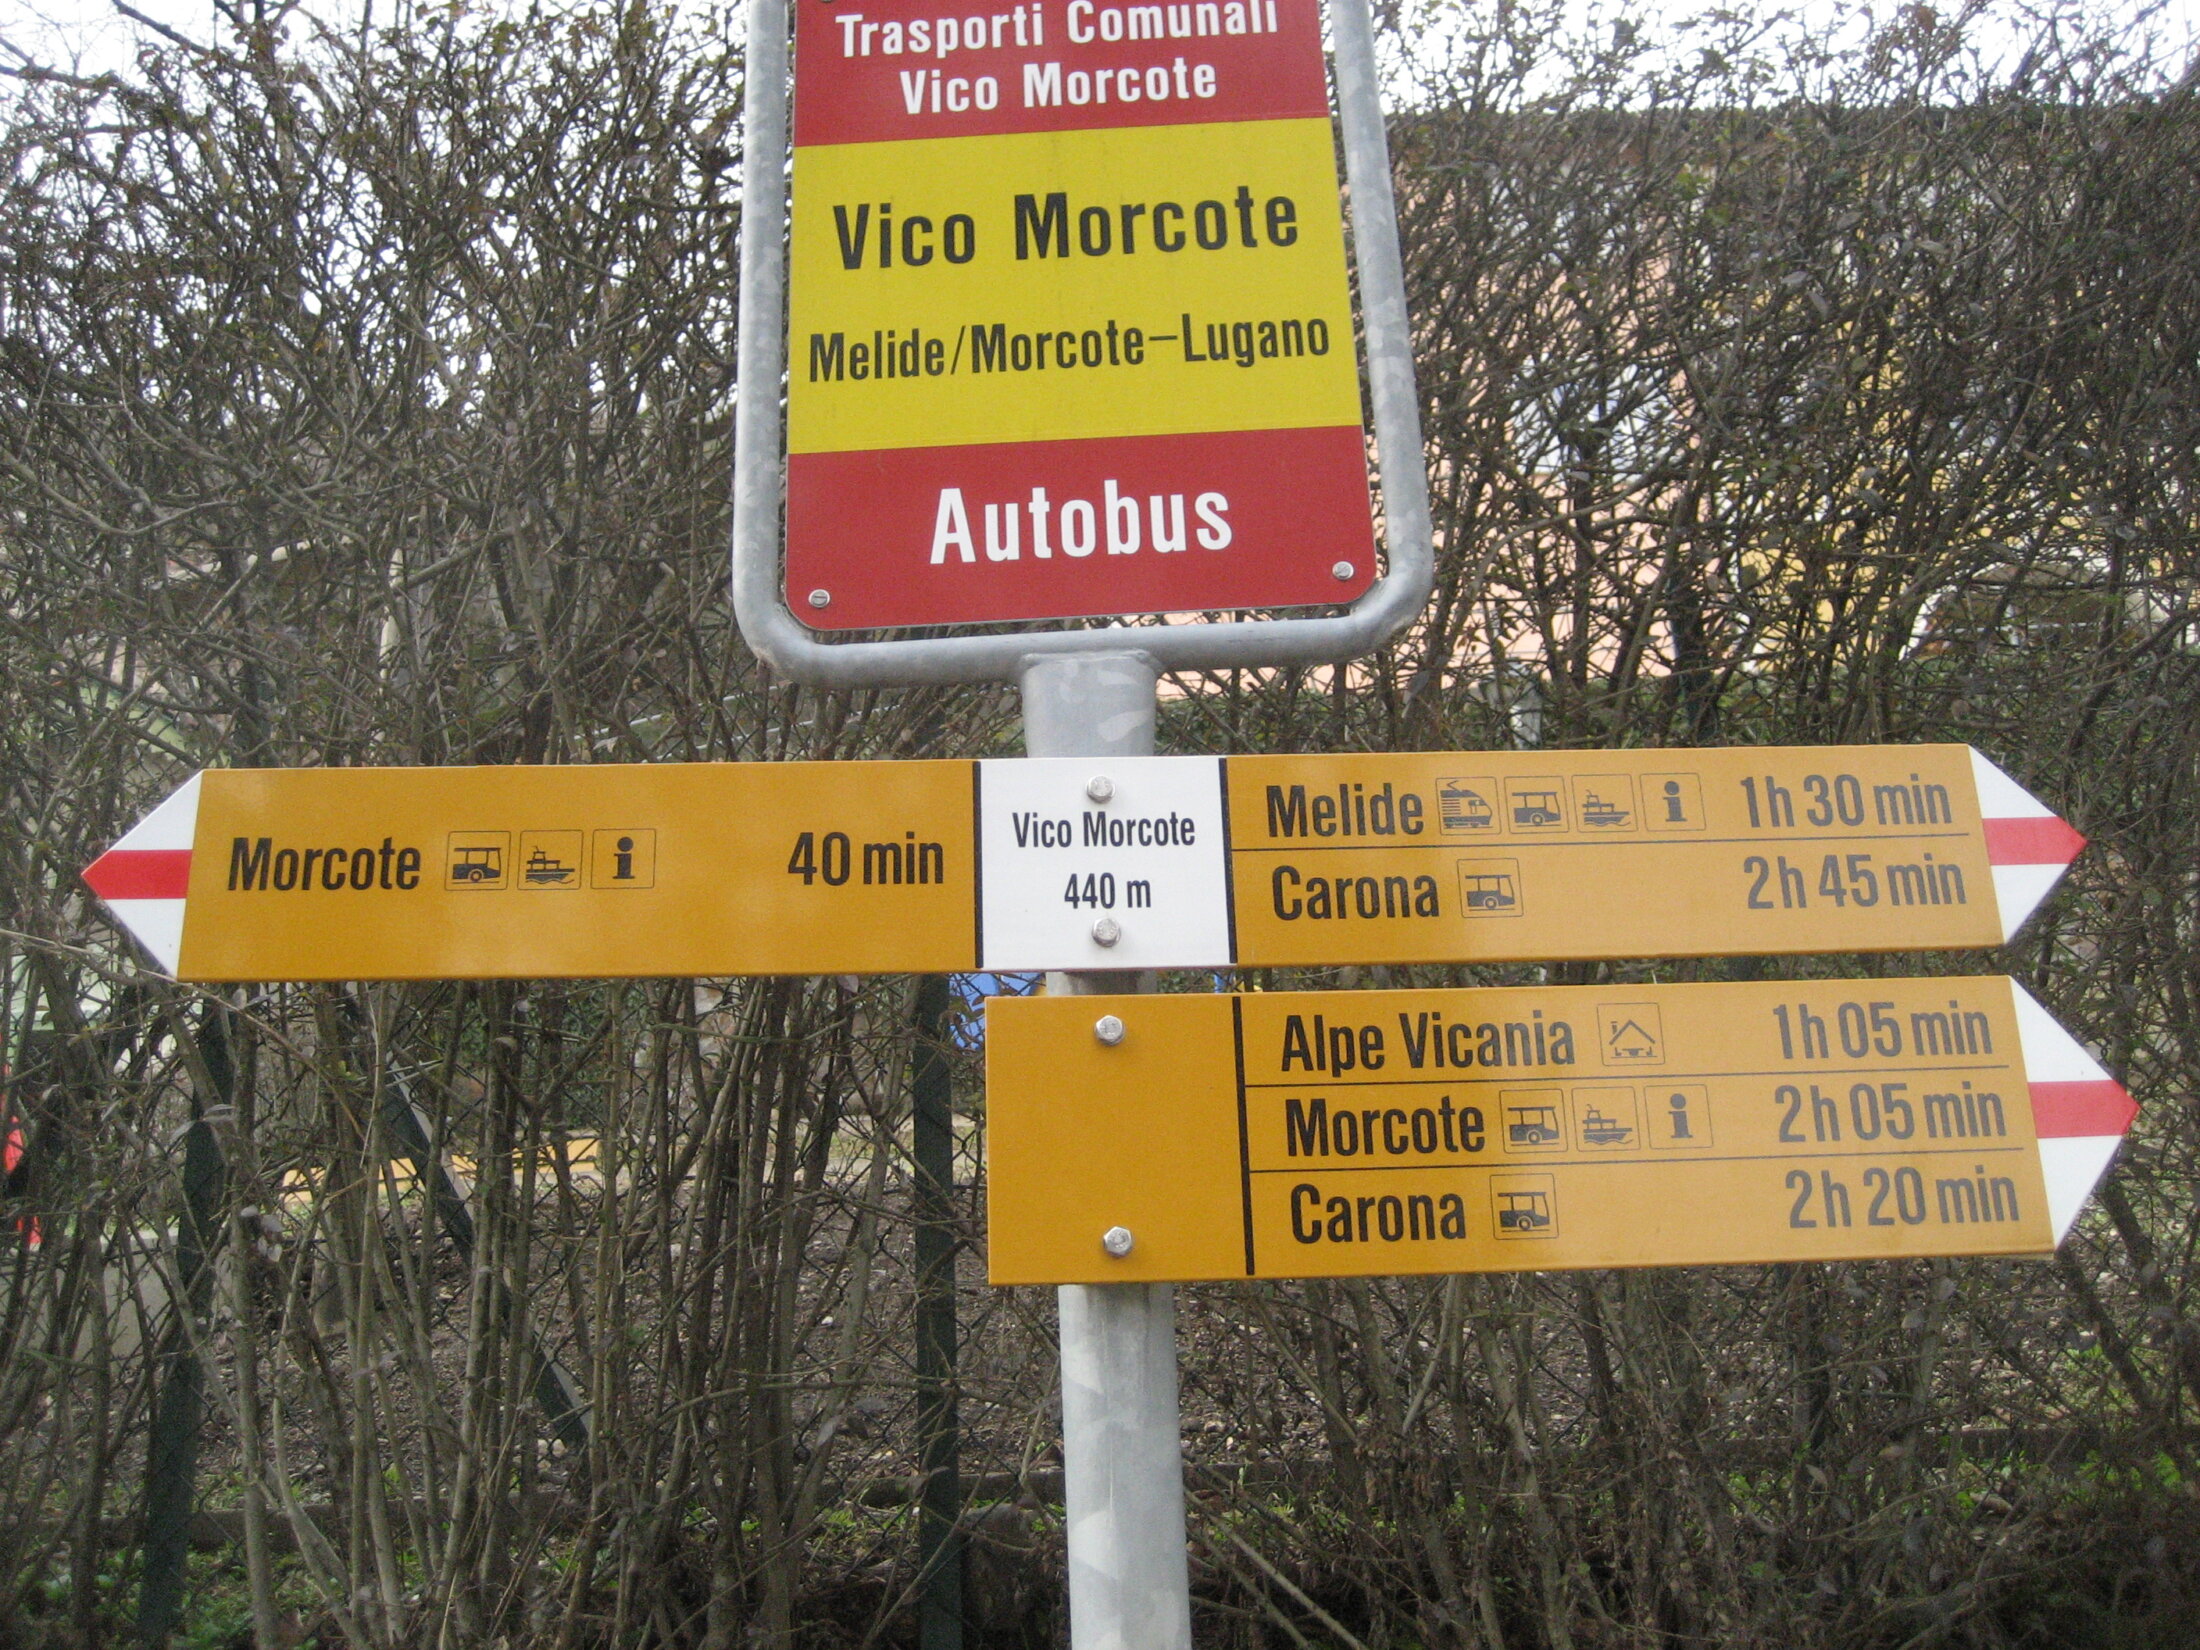 Trasporti Comunali
Vico Morcote
Vico Morcote
Melide/Morcote-Lugano
Autobus
Morcote 40 min
Vico Morcote
440 m
Melide 1h 30 min
Carona 2h 45 min
Alpe Vicania 1h 05 min
Morcote 2h 05 min
Carona 2h 20 min